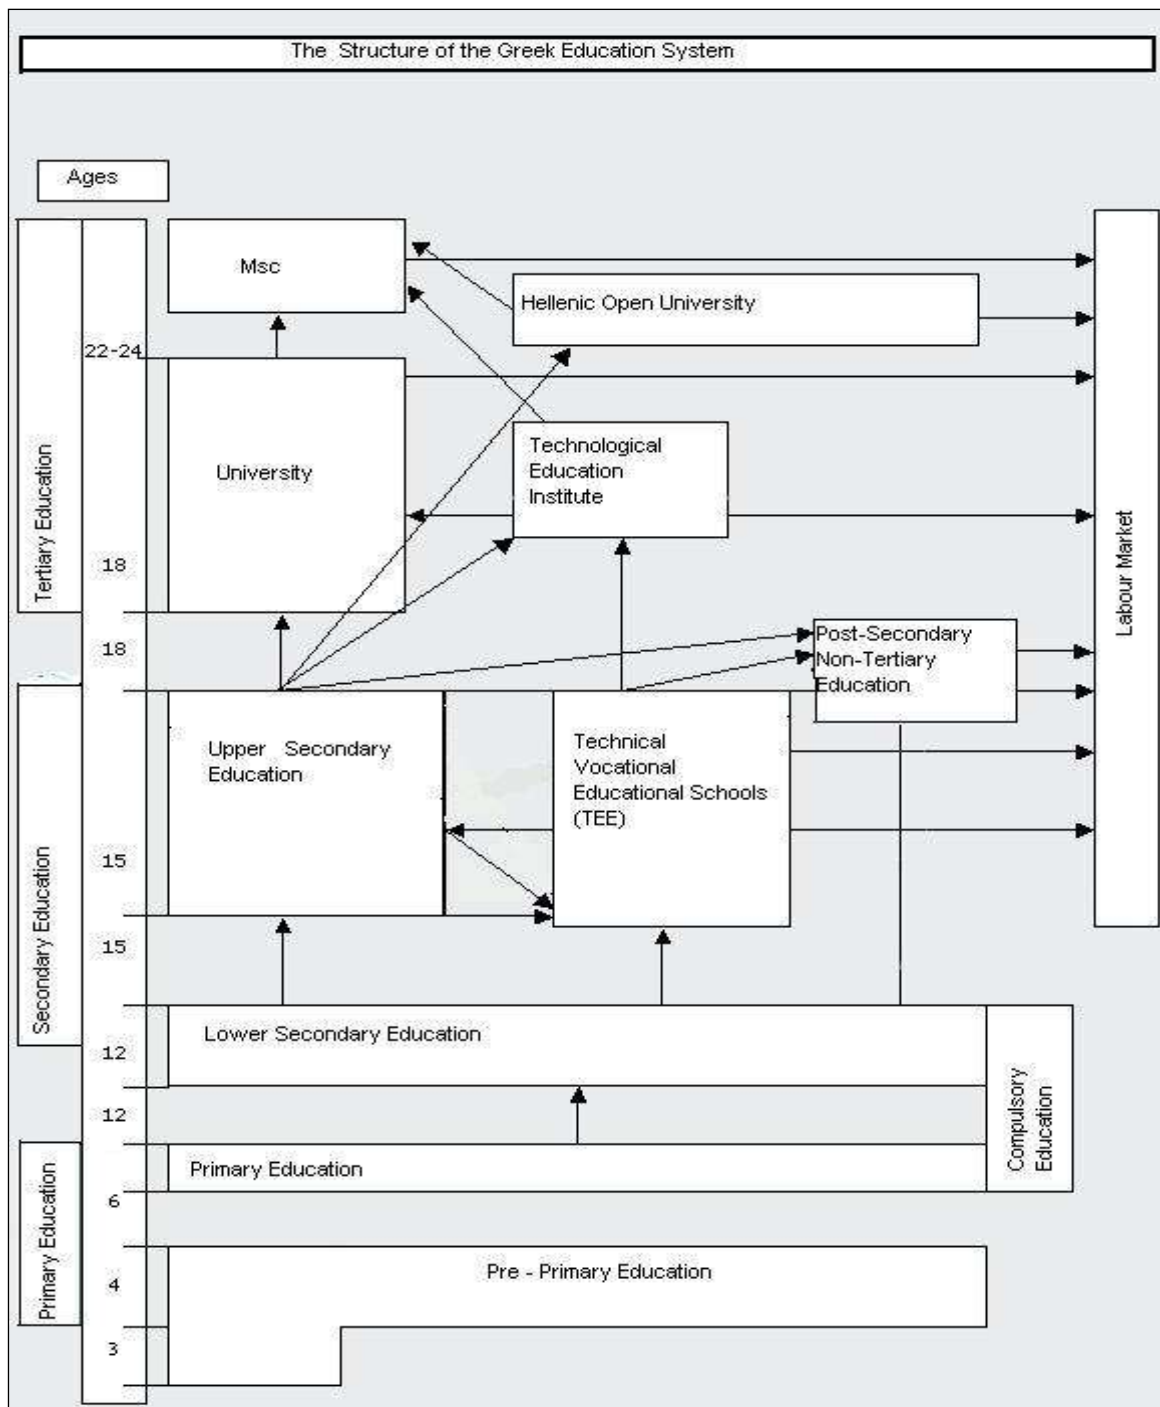 The Structure of the Greek Education System
Ages
Msc
Hellenic Open University
22-24
University
Technological
Education
Institute
Tertiary Education
18
18
Post-Secondary
Non-Tertiary
Education
Labour Market
Upper Secondary
Education
Technical
Vocational
Educational Schools
(TEE)
15
Secondary Education
15
Lower Secondary Education
12
12
Compulsory
Education
Primary Education
6
Primary Education
Pre - Primary Education
4
3